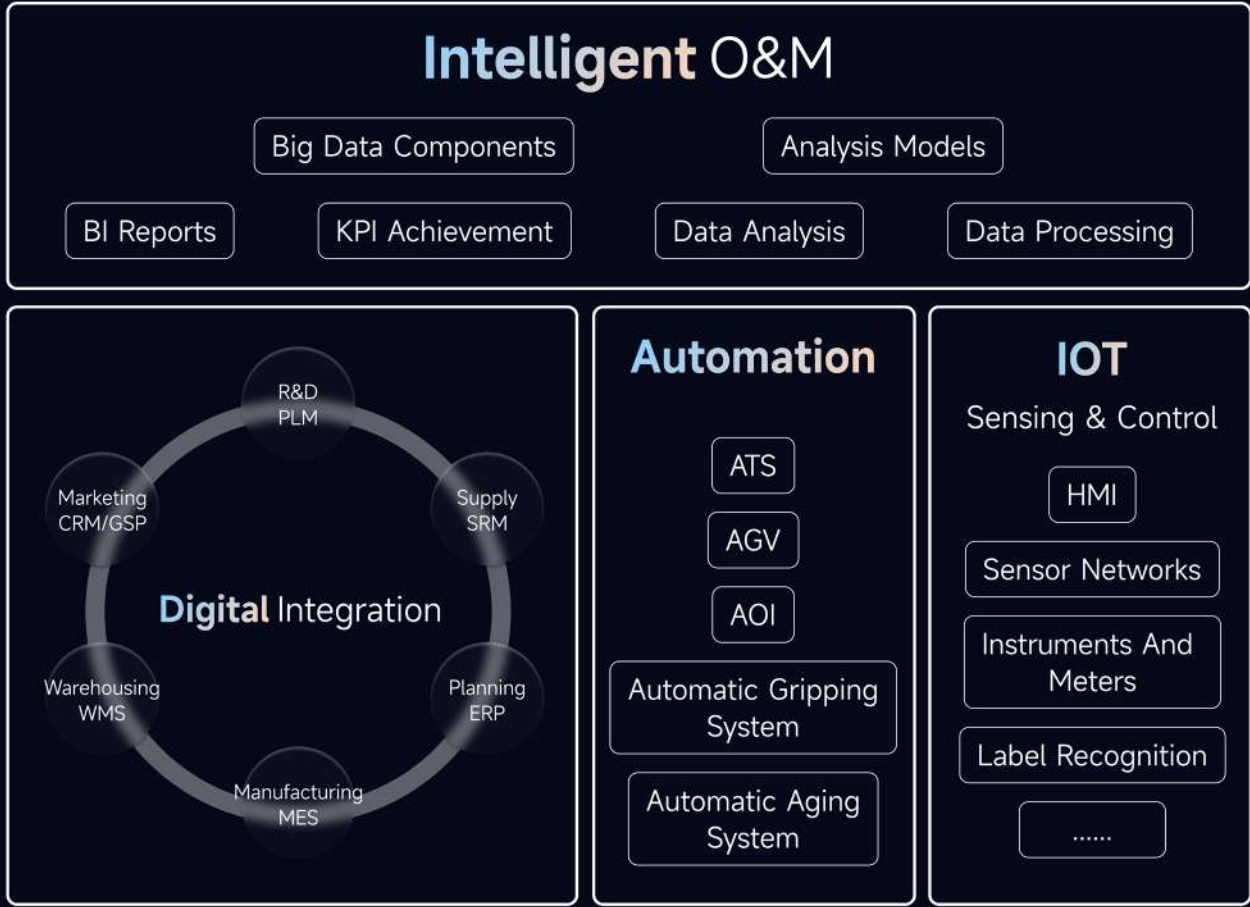 Intelligent O&M
Big Data Components
Analysis Models
BI Reports
KPI Achievement
Data Analysis
Data Processing
R&D
PLM
Marketing
CRM/GSP
Supply
SRM
Digital Integration
Warehousing
WMS
Planning
ERP
Manufacturing
MES
Automation
ATS
AGV
AOI
Automatic Gripping
System
Automatic Aging
System
IOT
Sensing & Control
HMI
Sensor Networks
Instruments And
Meters
Label Recognition
......